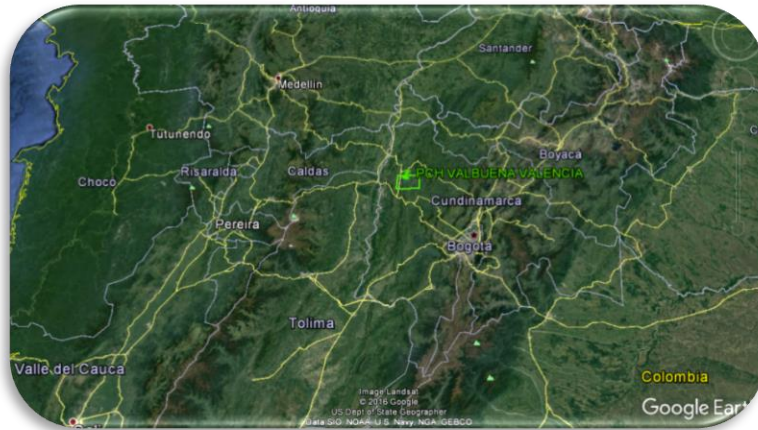 Antioquia
Santander
Medellin
Tutunendo
Boyaca
Choco
Risaralda
Caldas
PCH VALBUENA VALENCIA
Cundinamarca
Pereira
Bogota
Tolima
Valle del Cauca
Colombia
Image Landsat
© 2016 Google
US Dept of State Geographer
Data SIO, NOAA, U.S. Navy, NGA, GEBCO
Google Eart